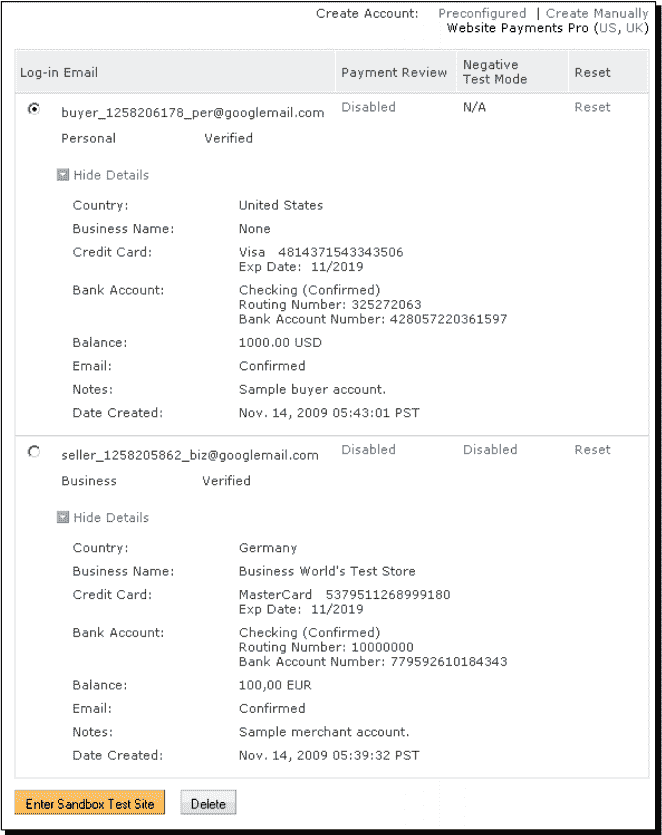 Create Account: Preconfigured | Create Manually
Website Payments Pro (US, UK)
Log-in Email Payment Review Negative Test Mode Reset
buyer_1258206178_per@googlemail.com Disabled N/A Reset
Personal Verified
Hide Details
Country: United States
Business Name: None
Credit Card: Visa 4814371543343506
Exp Date: 11/2019
Bank Account: Checking (Confirmed)
Routing Number: 325272063
Bank Account Number: 428057220361597
Balance: 1000.00 USD
Email: Confirmed
Notes: Sample buyer account.
Date Created: Nov. 14, 2009 05:43:01 PST
seller_1258205862_biz@googlemail.com Disabled Disabled Reset
Business Verified
Hide Details
Country: Germany
Business Name: Business World's Test Store
Credit Card: MasterCard 5379511268999180
Exp Date: 11/2019
Bank Account: Checking (Confirmed)
Routing Number: 10000000
Bank Account Number: 779592610184343
Balance: 100,00 EUR
Email: Confirmed
Notes: Sample merchant account.
Date Created: Nov. 14, 2009 05:39:32 PST
Enter Sandbox Test Site Delete